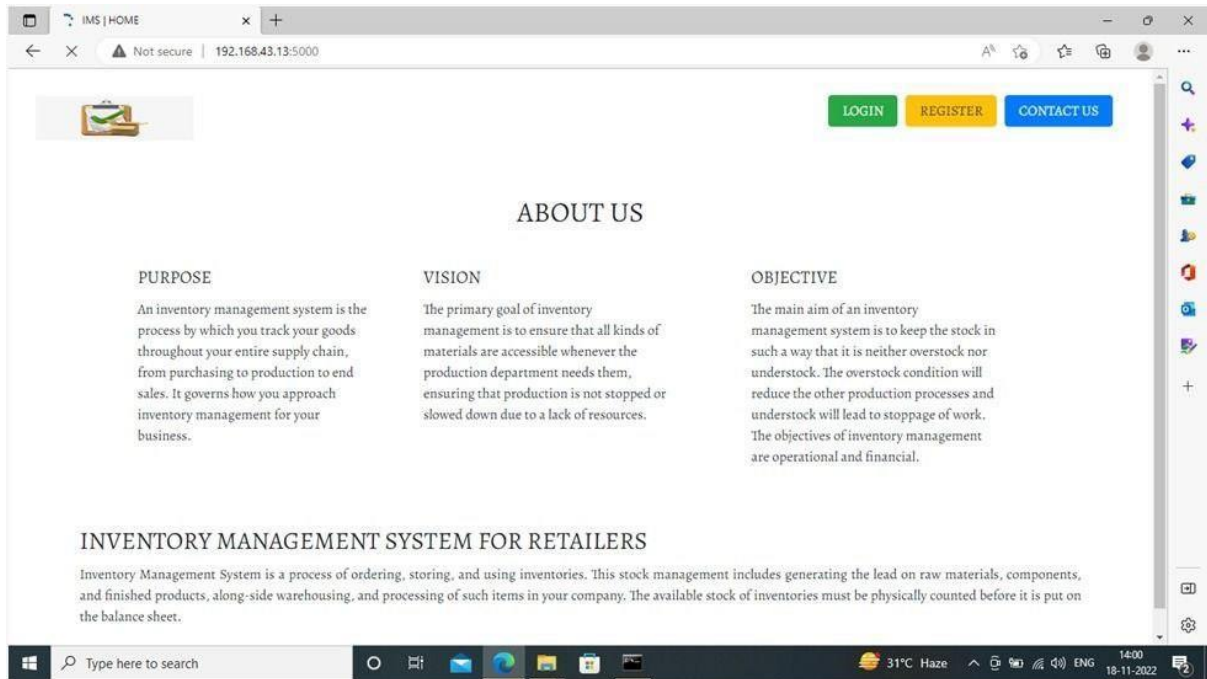 IMS | HOME
Not secure | 192.168.43.13:5000
LOGIN REGISTER CONTACT US
ABOUT US
PURPOSE
An inventory management system is the
process by which you track your goods
throughout your entire supply chain,
from purchasing to production to end
sales. It governs how you approach
inventory management for your
business.
VISION
The primary goal of inventory
management is to ensure that all kinds of
materials are accessible whenever the
production department needs them,
ensuring that production is not stopped or
slowed down due to a lack of resources.
OBJECTIVE
The main aim of an inventory
management system is to keep the stock in
such a way that it is neither overstock nor
understock. The overstock condition will
reduce the other production processes and
understock will lead to stoppage of work.
The objectives of inventory management
are operational and financial.
INVENTORY MANAGEMENT SYSTEM FOR RETAILERS
Inventory Management System is a process of ordering, storing, and using inventories. This stock management includes generating the lead on raw materials, components,
and finished products, along-side warehousing, and processing of such items in your company. The available stock of inventories must be physically counted before it is put on
the balance sheet.
Type here to search
31°C Haze
ENG
14:00
18-11-2022
2